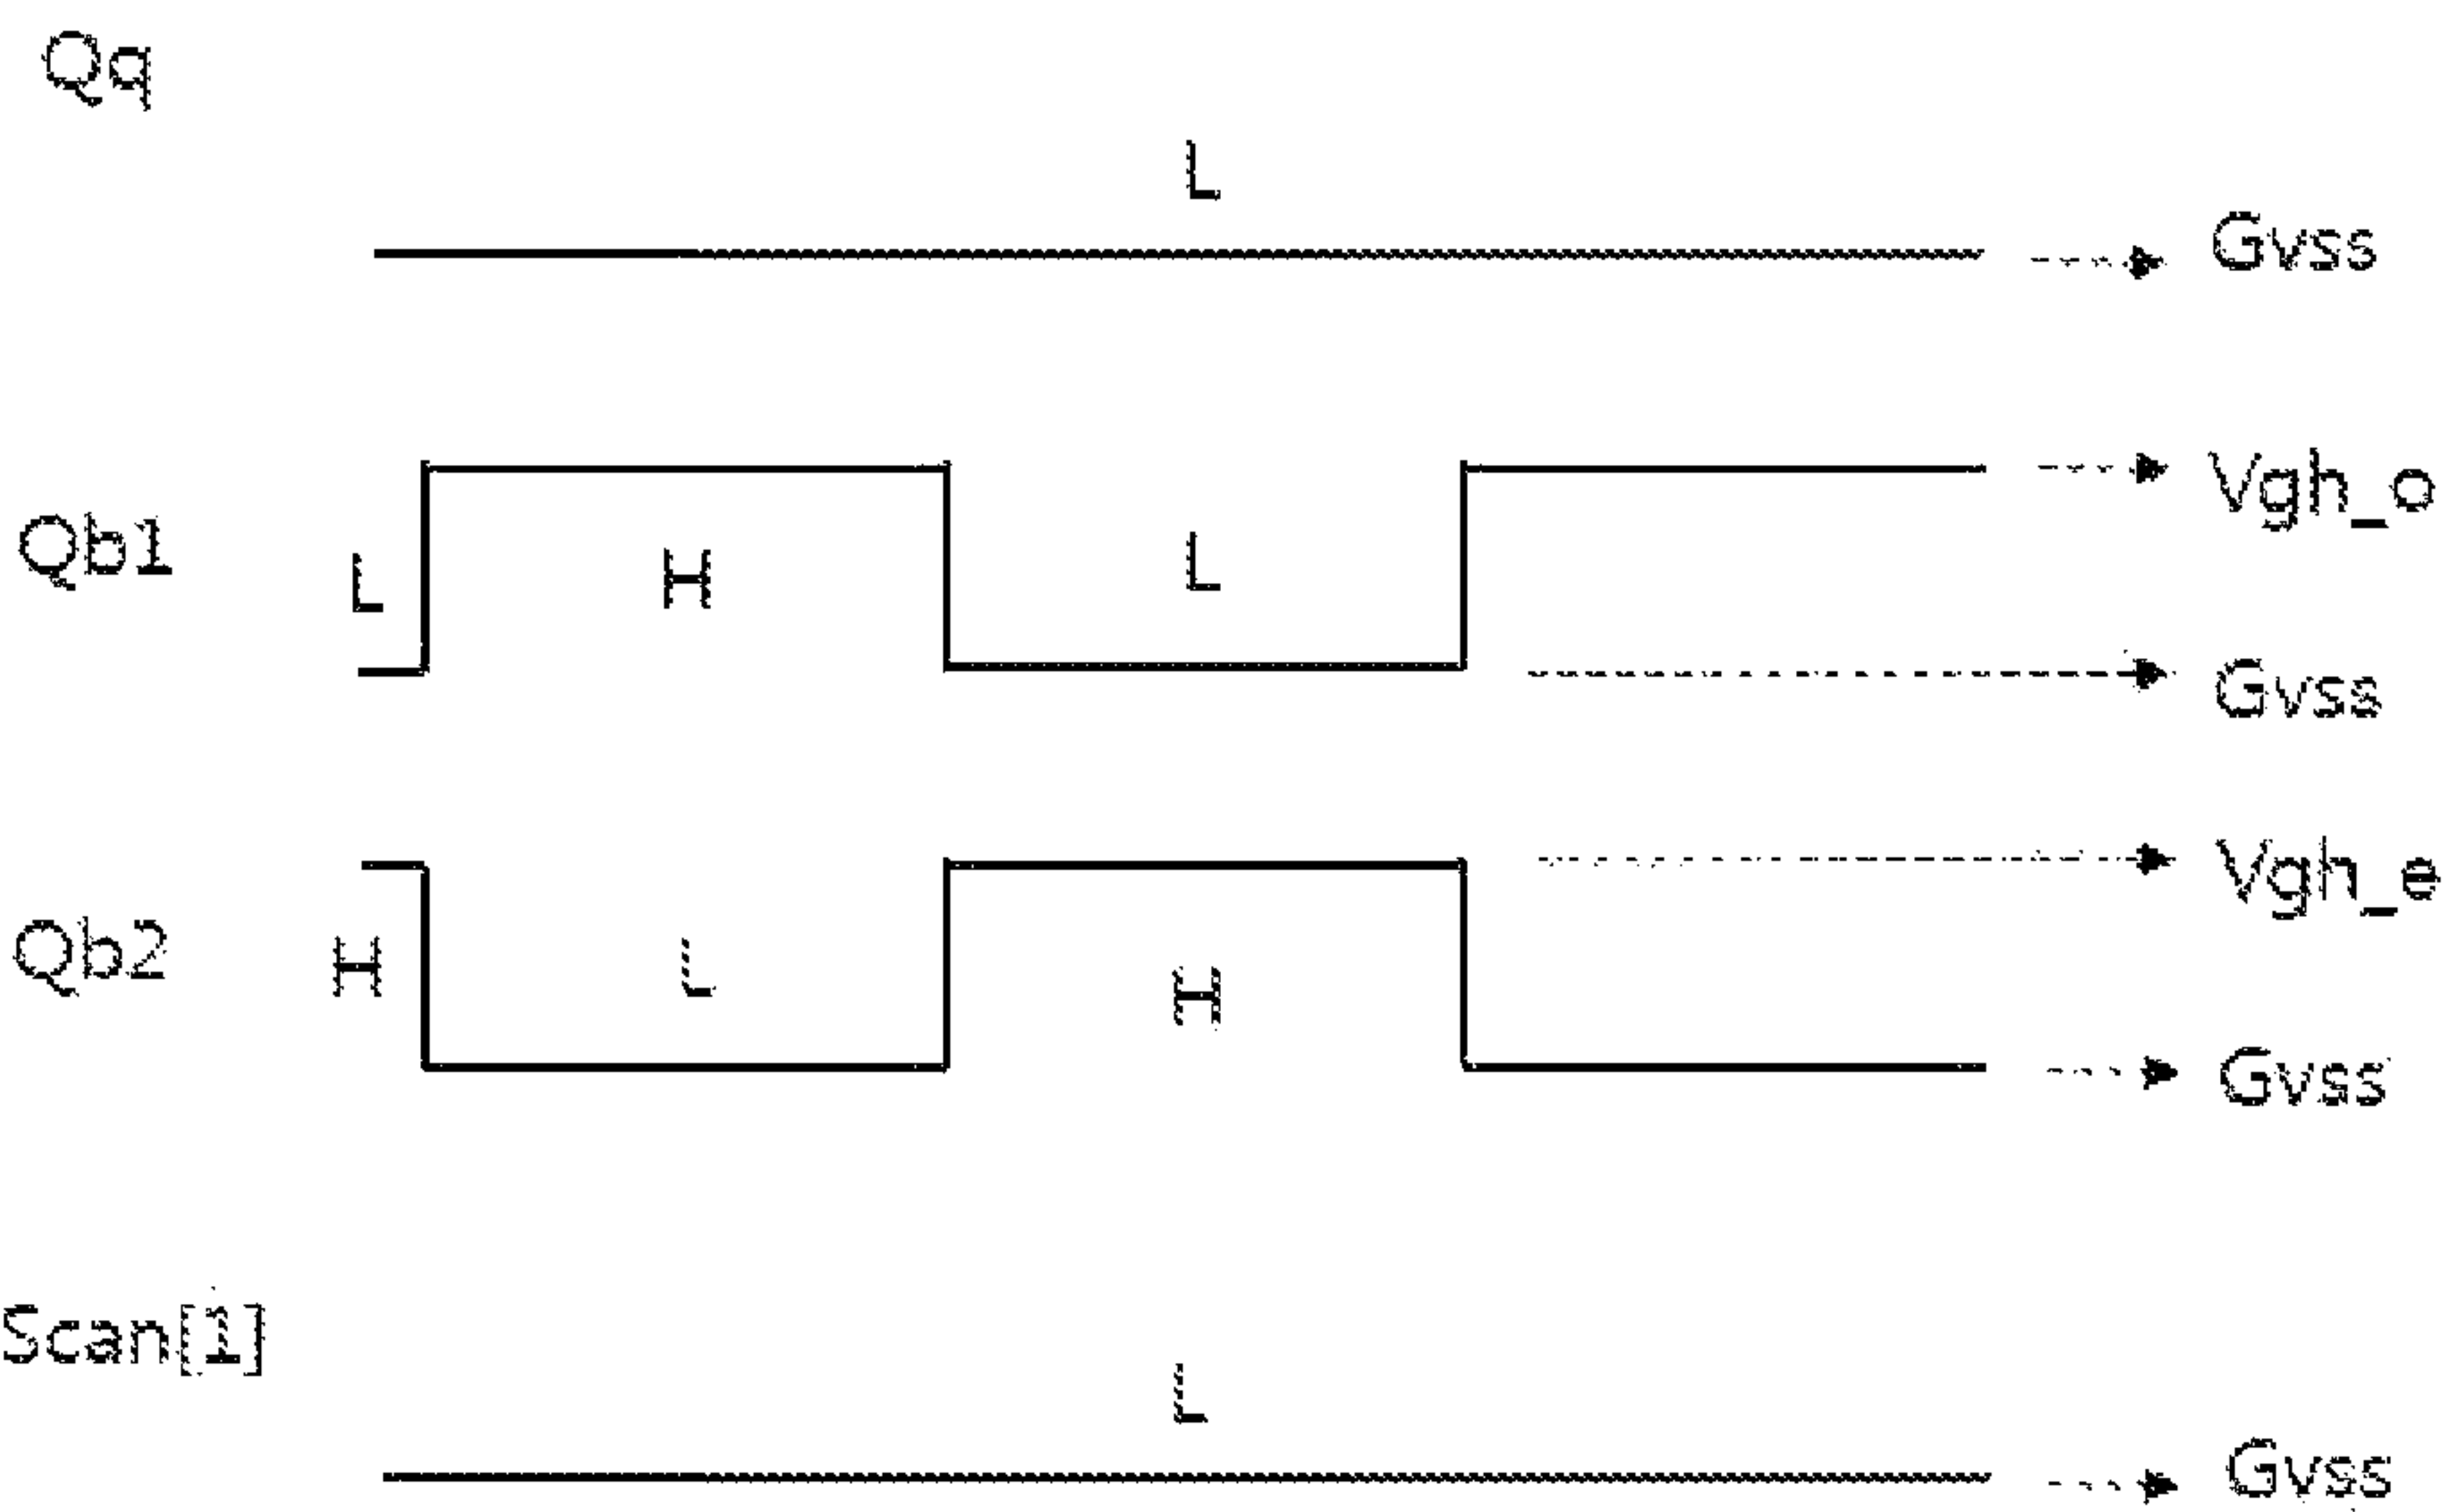 Qq
L
Gvss
Vgh_o
Qb1
L H L
Gvss
Vgh_e
Qb2
H L H
Gvss
Scan[1]
L
Gvss